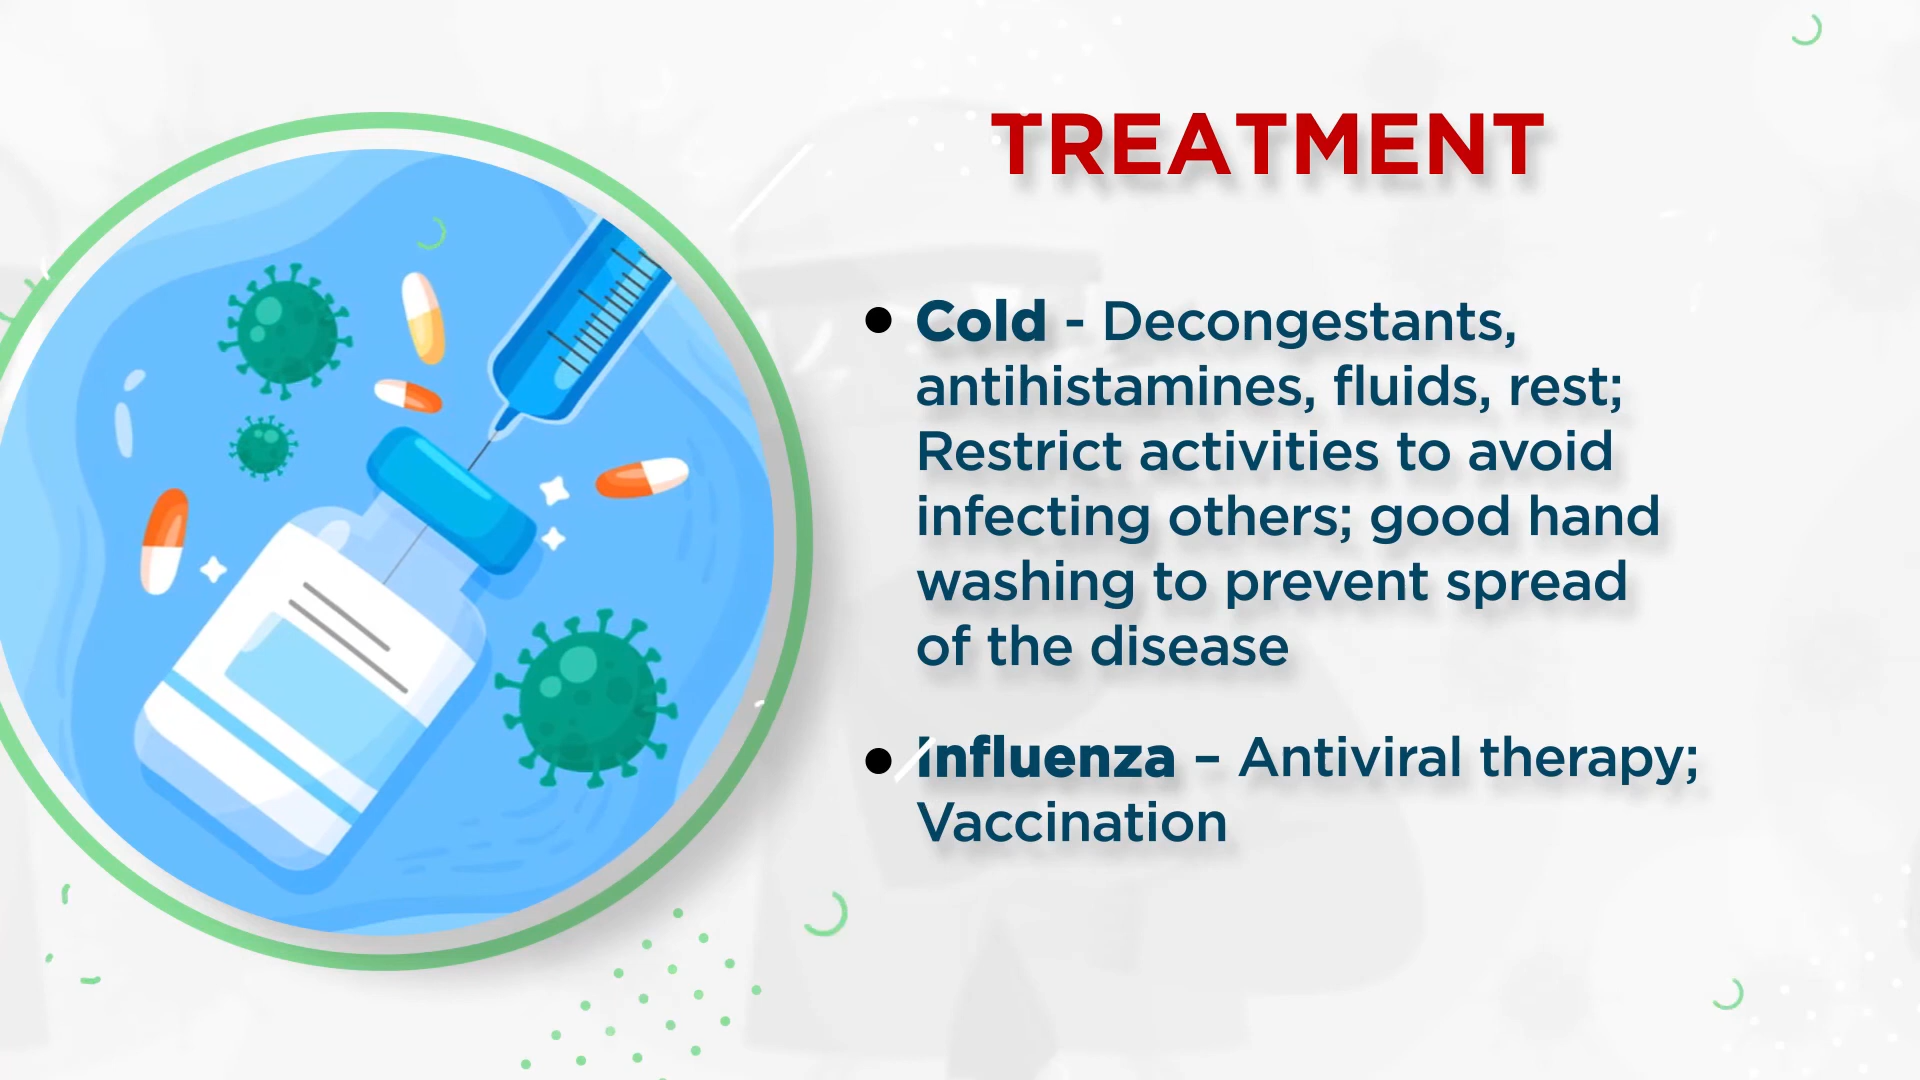 TREATMENT
• Cold - Decongestants,
antihistamines, fluids, rest;
Restrict activities to avoid
infecting others; good hand
washing to prevent spread
of the disease
• Influenza – Antiviral therapy;
Vaccination